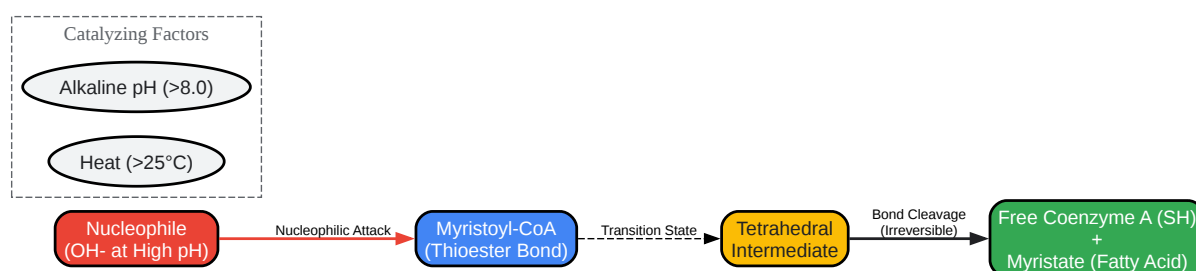 Catalyzing Factors
Alkaline pH (>8.0)
Heat (>25°C)
Nucleophile
(OH- at High pH)
Nucleophilic Attack
Myristoyl-CoA
(Thioester Bond)
Transition State
Tetrahedral
Intermediate
Bond Cleavage
(Irreversible)
Free Coenzyme A (SH)
+
Myristate (Fatty Acid)